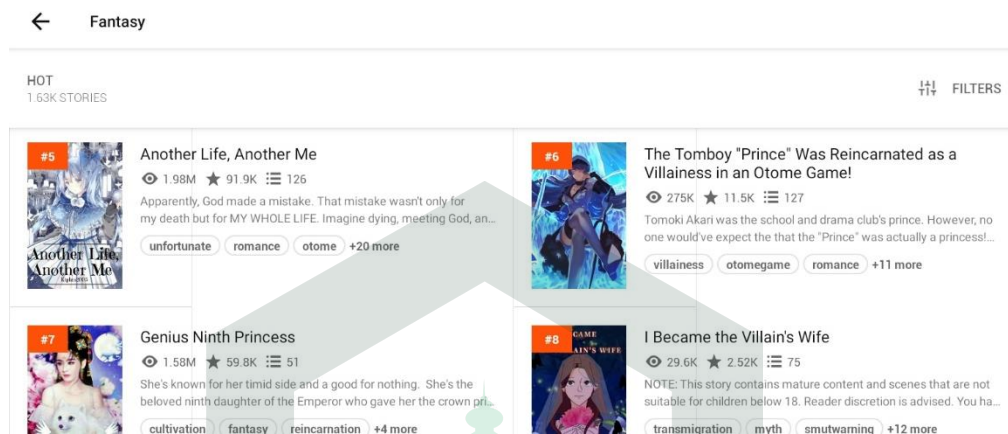 Fantasy
HOT
1.63K STORIES
FILTERS
#5
Another Life, Another Me
1.98M 91.9K 126
Apparently, God made a mistake. That mistake wasn't only for
my death but for MY WHOLE LIFE. Imagine dying, meeting God, an...
unfortunate romance otome +20 more
Another Life,
Another Me
#6
The Tomboy "Prince" Was Reincarnated as a
Villainess in an Otome Game!
275K 11.5K 127
Tomoki Akari was the school and drama club's prince. However, no
one would've expect the that the "Prince" was actually a princess!...
villainess otomegame romance +11 more
#7
Genius Ninth Princess
1.58M 59.8K 51
She's known for her timid side and a good for nothing. She's the
beloved ninth daughter of the Emperor who gave her the crown pri...
cultivation fantasy reincarnation +4 more
#8
I Became the Villain's Wife
29.6K 2.52K 75
NOTE: This story contains mature content and scenes that are not
suitable for children below 18. Reader discretion is advised. You ha...
transmigration myth smutwarning +12 more